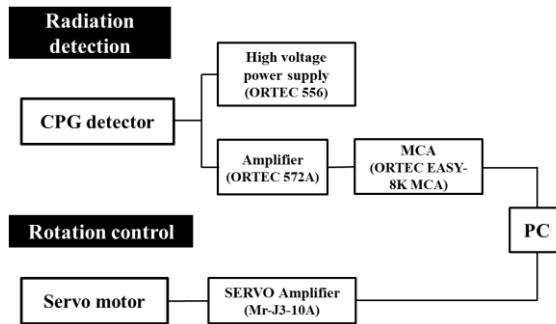 Radiation
detection
High voltage
power supply
(ORTEC 556)
CPG detector
Amplifier
(ORTEC 572A)
MCA
(ORTEC EASY-
8K MCA)
PC
Rotation control
Servo motor
SERVO Amplifier
(Mr-J3-10A)